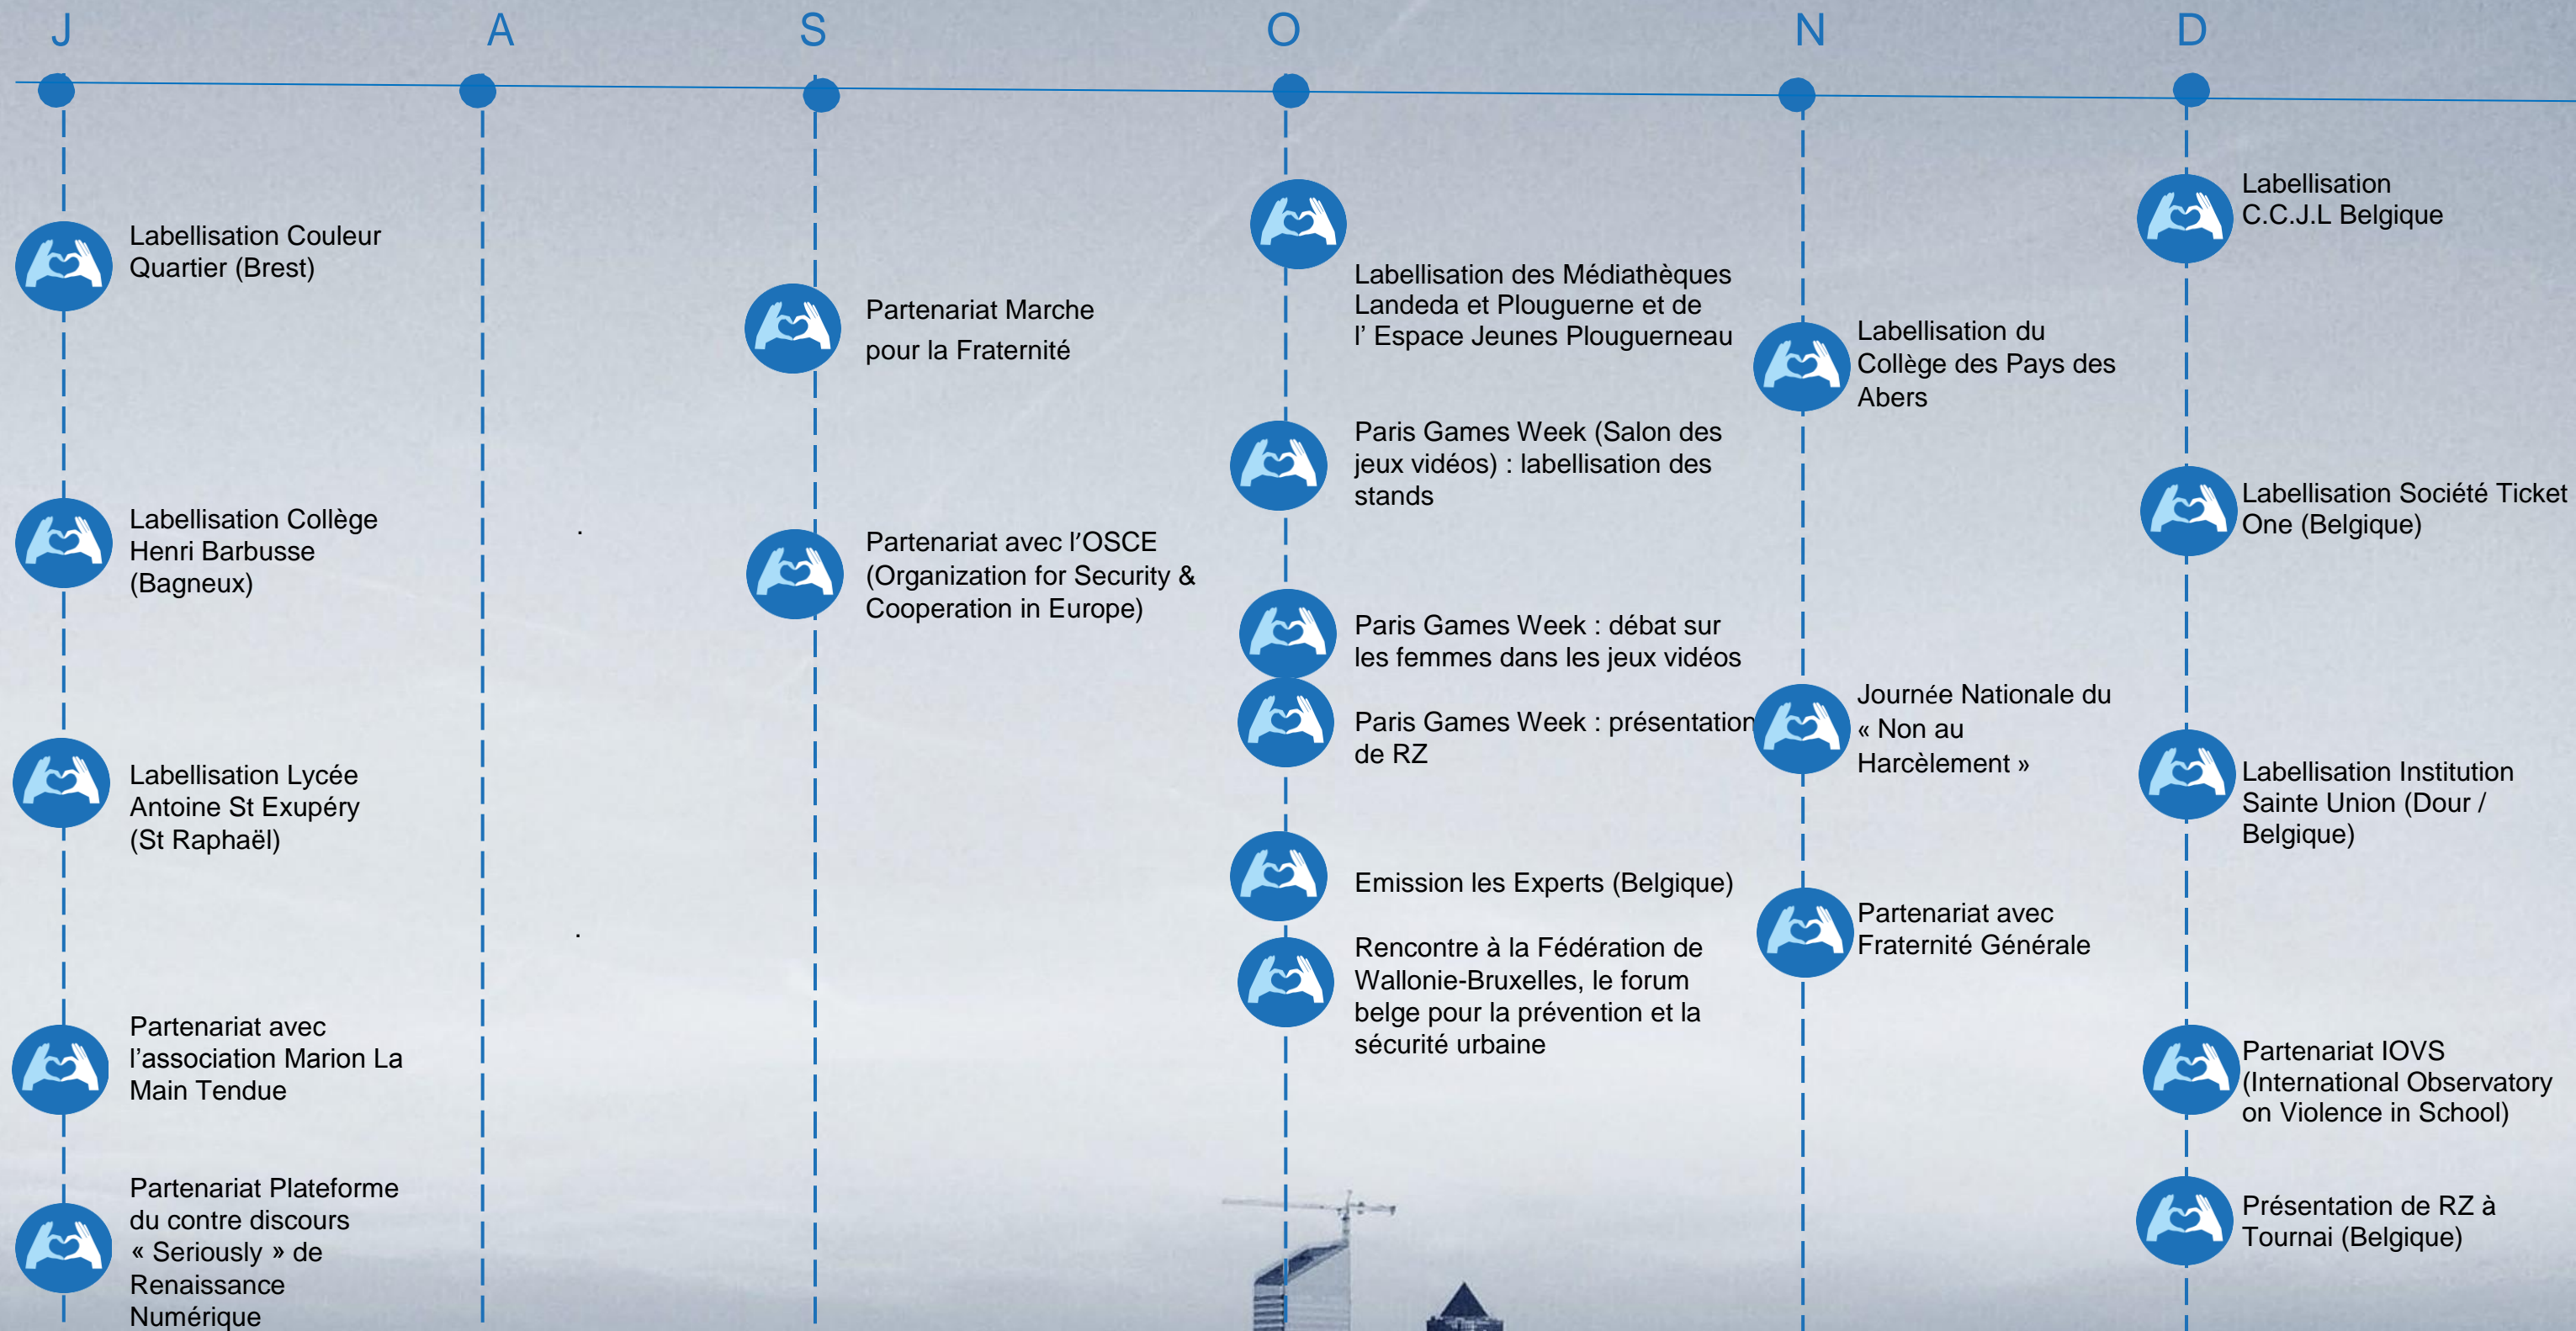 J
A
S
O
N
D
Labellisation Couleur
Quartier (Brest)
Labellisation Collège
Henri Barbusse
(Bagneux)
Labellisation Lycée
Antoine St Exupéry
(St Raphaël)
Partenariat avec
l'association Marion La
Main Tendue
Partenariat Plateforme
du contre discours
« Seriously » de
Renaissance
Numérique
.
.
Partenariat Marche
pour la Fraternité
Partenariat avec l'OSCE
(Organization for Security &
Cooperation in Europe)
Labellisation des Médiathèques
Landeda et Plouguerne et de
l' Espace Jeunes Plouguerneau
Paris Games Week (Salon des
jeux vidéos) : labellisation des
stands
Paris Games Week : débat sur
les femmes dans les jeux vidéos
Paris Games Week : présentation
de RZ
Emission les Experts (Belgique)
Rencontre à la Fédération de
Wallonie-Bruxelles, le forum
belge pour la prévention et la
sécurité urbaine
Labellisation du
Collège des Pays des
Abers
Journée Nationale du
« Non au
Harcèlement »
Partenariat avec
Fraternité Générale
Labellisation
C.C.J.L Belgique
Labellisation Société Ticket
One (Belgique)
Labellisation Institution
Sainte Union (Dour /
Belgique)
Partenariat IOVS
(International Observatory
on Violence in School)
Présentation de RZ à
Tournai (Belgique)